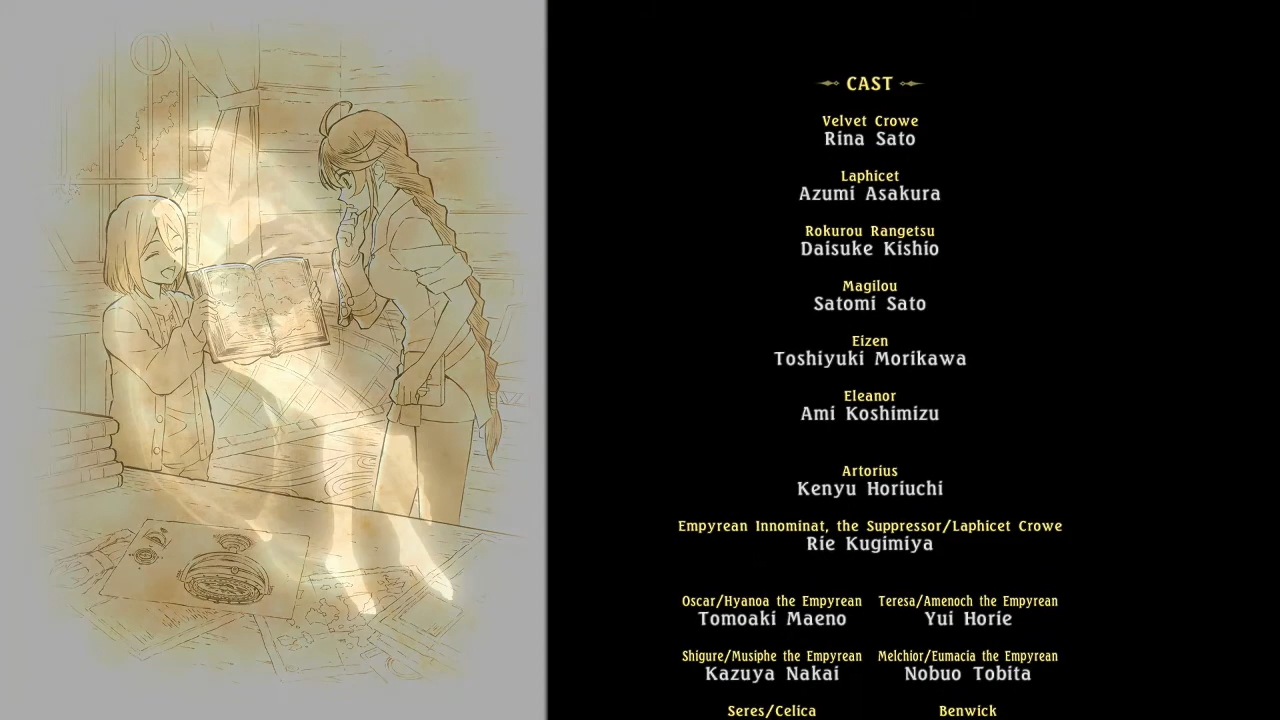 CAST
Velvet Crowe
Rina Sato
Laphicet
Azumi Asakura
Rokurou Rangetsu
Daisuke Kishio
Magilou
Satomi Sato
Eizen
Toshiyuki Morikawa
Eleanor
Ami Koshimizu
Artorius
Kenyu Horiuchi
Empyrean Innominat, the Suppressor/Laphicet Crowe
Rie Kugimiya
Oscar/Hyanoa the Empyrean Teresa/Amenoch the Empyrean
Tomoaki Maeno Yui Horie
Shigure/Musiphe the Empyrean Melchior/Eumacia the Empyrean
Kazuya Nakai Nobuo Tobita
Seres/Celica Benwick